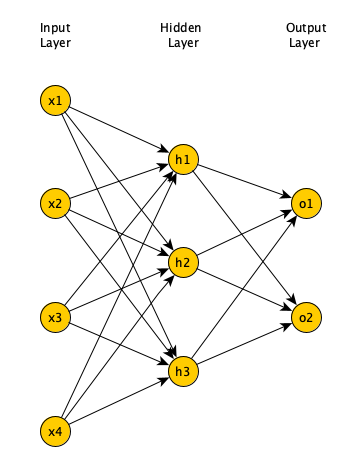 Input
Layer
Hidden
Layer
Output
Layer
x1
x2
x3
x4
h1
h2
h3
o1
o2